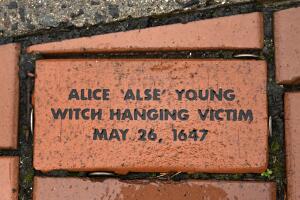 ALICE 'ALSE' YOUNG
WITCH HANGING VICTIM
MAY 26, 1647